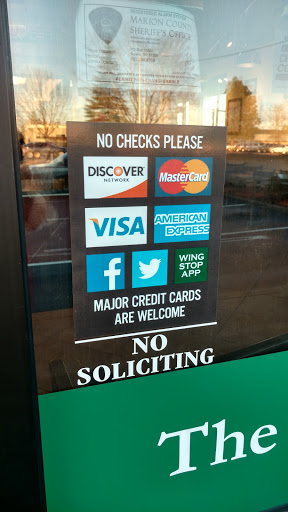 MARION COUNTY
SHERIFF'S OFFICE
NO CHECKS PLEASE
DISCOVER
NETWORK
MasterCard
VISA
AMERICAN
EXPRESS
f
WING
STOP
APP
MAJOR CREDIT CARDS
ARE WELCOME
NO
SOLICITING
The